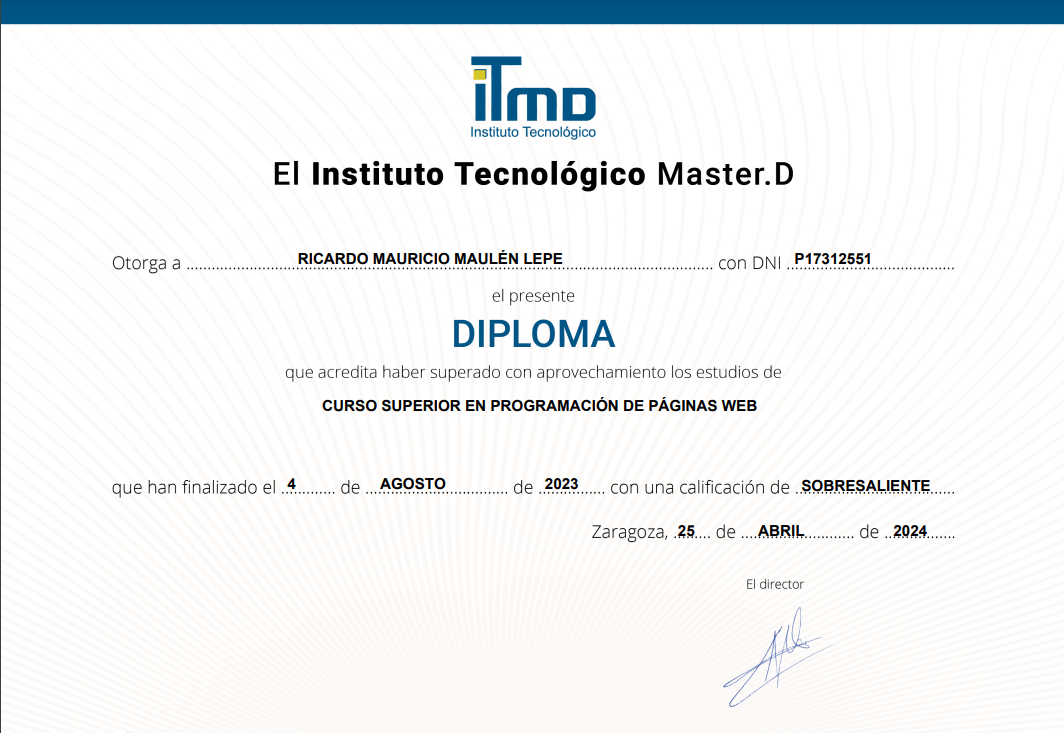 iTmD
Instituto Tecnológico
El Instituto Tecnológico Master.D
Otorga a RICARDO MAURICIO MAULÉN LEPE con DNI P17312551
el presente
DIPLOMA
que acredita haber superado con aprovechamiento los estudios de
CURSO SUPERIOR EN PROGRAMACIÓN DE PÁGINAS WEB
que han finalizado el 4 de AGOSTO de 2023 con una calificación de SOBRESALIENTE
Zaragoza, 25 de ABRIL de 2024
El director